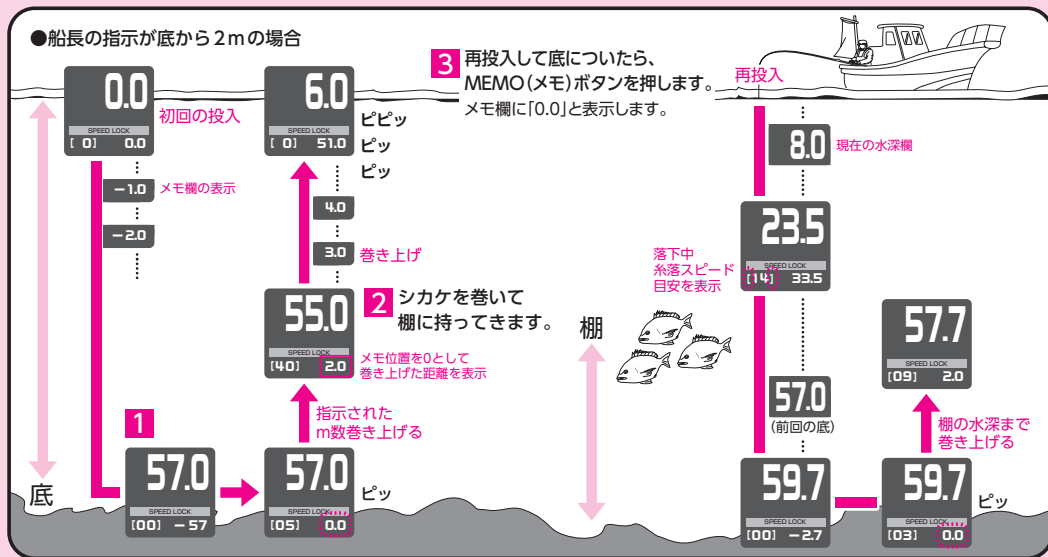 ●船長の指示が底から2mの場合
0.0
SPEED LOCK
[ 0] 0.0
初回の投入
−1.0
メモ欄の表示
−2.0
底
1
57.0
SPEED LOCK
[00] −57
57.0
SPEED LOCK
[05] 0.0
ピッ
指示された
m数巻き上げる
55.0
SPEED LOCK
[40] 2.0
メモ位置を0として
巻き上げた距離を表示
2 シカケを巻いて
棚に持ってきます。
3.0
巻き上げ
4.0
6.0
SPEED LOCK
[ 0] 51.0
ピピッ
ピッ
ピッ
3 再投入して底についたら、
MEMO(メモ)ボタンを押します。
メモ欄に「0.0」と表示します。
再投入
8.0
現在の水深欄
23.5
SPEED LOCK
[14] 33.5
落下中
糸落スピード
目安を表示
棚
57.0
(前回の底)
59.7
SPEED LOCK
[00] −2.7
59.7
SPEED LOCK
[03] 0.0
ピッ
棚の水深まで
巻き上げる
57.7
SPEED LOCK
[09] 2.0